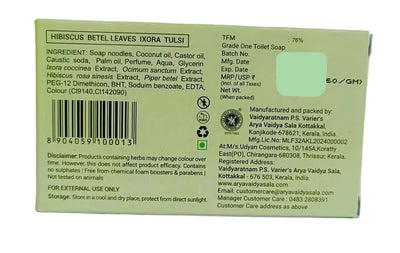 HIBISCUS BETEL LEAVES IXORA TULSI
INGREDIENT: Soap noodles, Coconut oil, Castor oil,
Caustic soda, Palm oil, Perfume, Aqua, Glycerin
Ixora coccinea Extract, Ocimum sanctum Extract,
Hibiscus rosa sinesis Extract, Piper betel Extract,
PEG-12 Dimethicon, BHT, Soduim benzoate, EDTA,
Colour (CI9140,CI142090)
8 904059 100013
Disclaimer: Products containing herbs may change colour over
time. However, this does not affect product efficacy. Contains
no sulphates | Free from chemical foam boosters & parabens |
Not tested on animals
FOR EXTERNAL USE ONLY
Storage: Store in a cool and dry place, protect from direct sunlight.
TFM : 76%
Grade One Toilet Soap
Batch No.
Mfg. Date
Exp. Date
MRP/USP ₹
(Incl. of all Taxes)
Net Wt.
(When Packed)
50 /GM)
Manufactured and packed by:
Vaidyaratnam P.S. Varier's
Arya Vaidya Sala Kottakkal,
Kanjikode-678621, Kerala, India.
Mfg.Lic.No: MLF32AKL2024000002
At:M/s.Udyan Cosmetics, 10/145A,Koratty
East(PO), Chirangara-680308, Thrissur, Kerala.
Registered Address:
Vaidyaratnam P.S. Varier's Arya Vaidya Sala,
Kottakkal - 676 503, Kerala, India.
www.aryavaidyasala.com
Email: customercare@aryavaidyasala.com
Manager Customer Care : 0483 2808391
Customer Care address as above